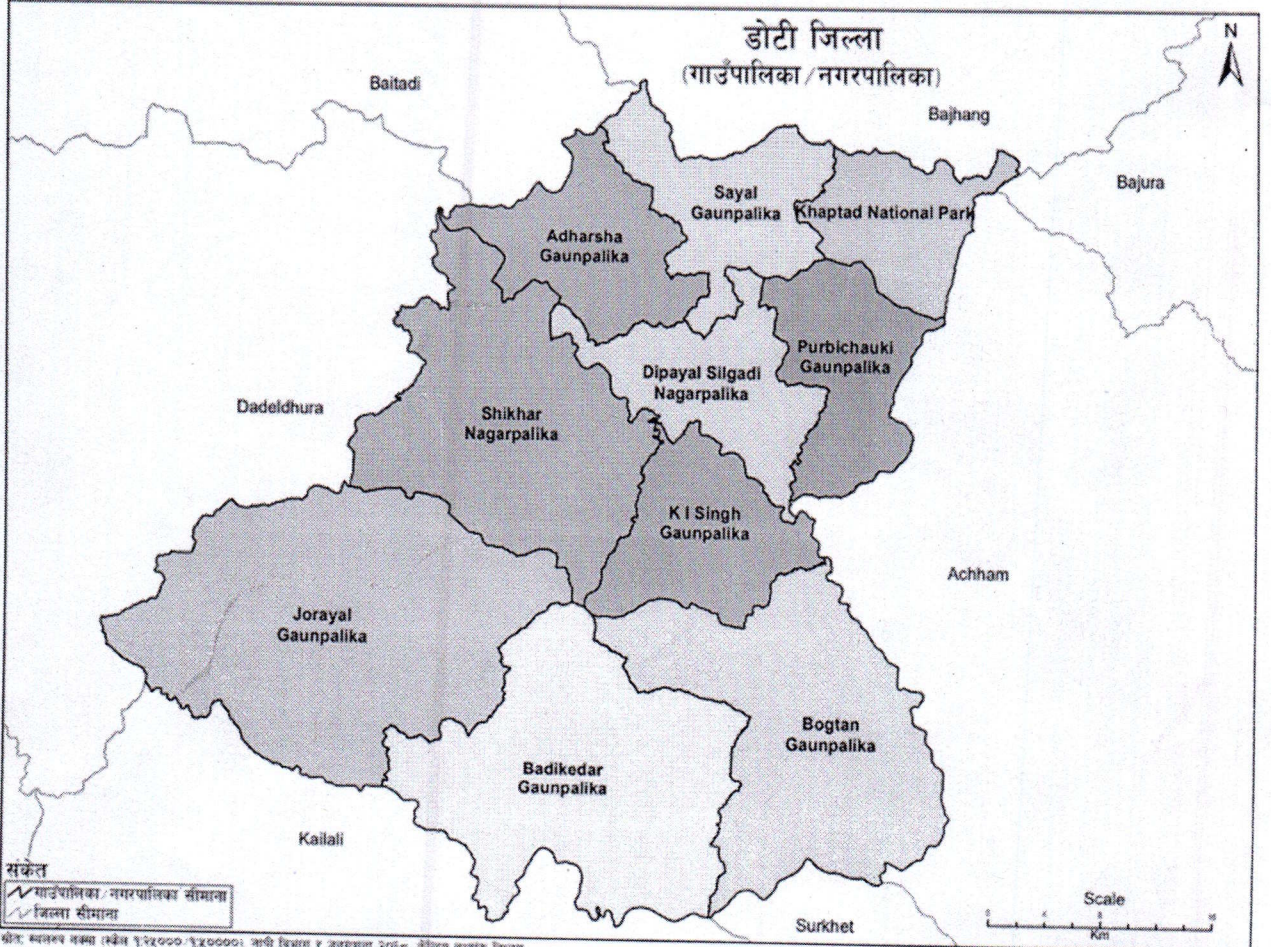 डोटी जिल्ला
(गाउँपालिका/नगरपालिका)
N
Baitadi
Bajhang
Bajura
Sayal
Gaunpalika
Khaptad National Park
Adharsha
Gaunpalika
Purbichauki
Gaunpalika
Dipayal Silgadi
Nagarpalika
Dadeldhura
Shikhar
Nagarpalika
K I Singh
Gaunpalika
Achham
Jorayal
Gaunpalika
Bogtan
Gaunpalika
Badikedar
Gaunpalika
Kailali
Surkhet
संकेत
गाउँपालिका/नगरपालिका सीमाना
जिल्ला सीमाना
Scale
Km